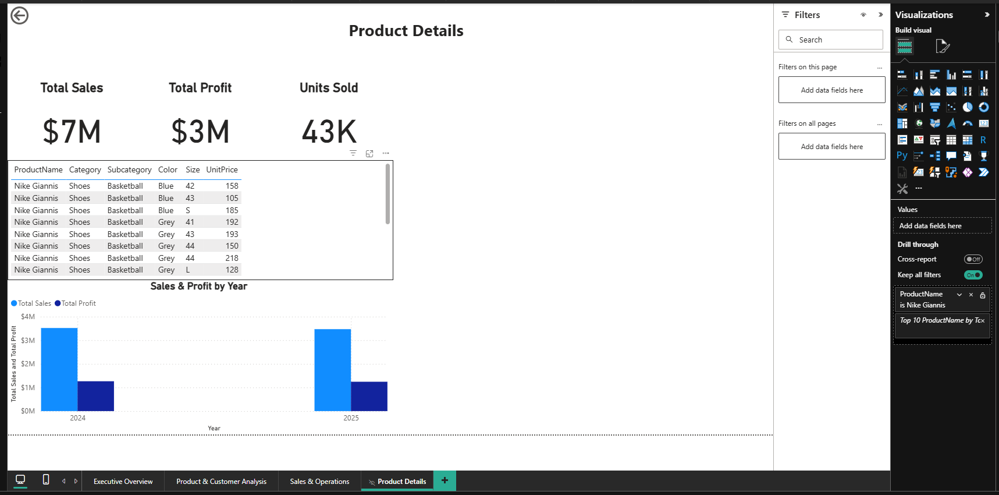 Product Details
Total Sales
Total Profit
Units Sold
$7M
$3M
43K
ProductName Category Subcategory Color Size UnitPrice
Nike Giannis Shoes Basketball Blue 42 158
Nike Giannis Shoes Basketball Blue 43 105
Nike Giannis Shoes Basketball Blue S 185
Nike Giannis Shoes Basketball Grey 41 192
Nike Giannis Shoes Basketball Grey 43 193
Nike Giannis Shoes Basketball Grey 44 150
Nike Giannis Shoes Basketball Grey 44 218
Nike Giannis Shoes Basketball Grey L 128
Sales & Profit by Year
Total Sales Total Profit
Total Sales and Total Profit
$4M
$3M
$2M
$1M
$0M
2024
2025
Year
Filters
Search
Filters on this page
...
Add data fields here
Filters on all pages
...
Add data fields here
Visualizations
Build visual
123
R
Py
123
...
Values
Add data fields here
Drill through
Cross-report
Off
Keep all filters
On
ProductName
is Nike Giannis
Top 10 ProductName by To
Executive Overview
Product & Customer Analysis
Sales & Operations
Product Details
+